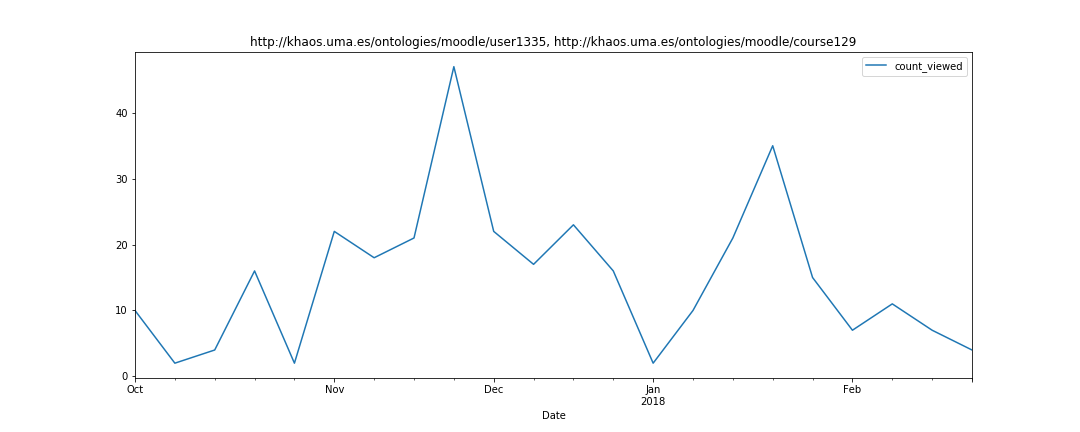 http://khaos.uma.es/ontologies/moodle/user1335, http://khaos.uma.es/ontologies/moodle/course129
count_viewed
40
30
20
10
0
Oct Nov Dec Jan Feb
2018
Date